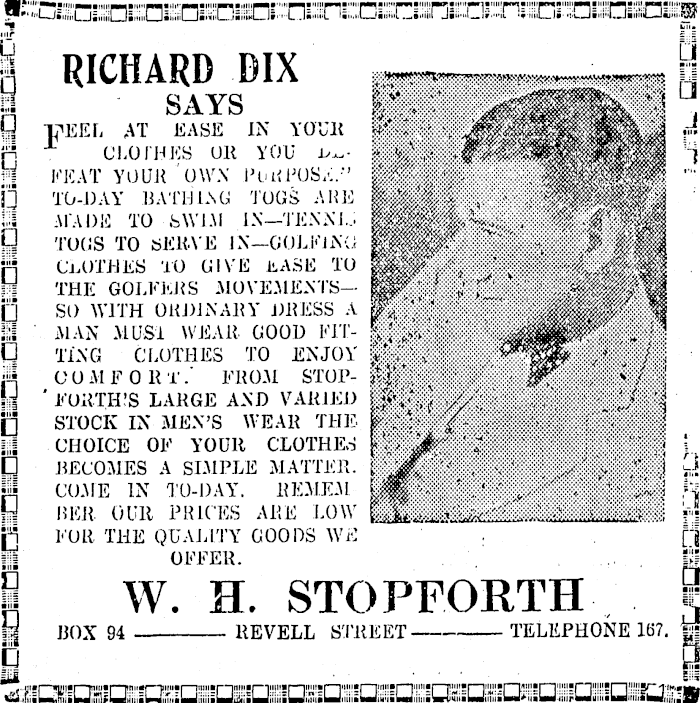 RICHARD DIX
SAYS
FEEL AT EASE IN YOUR
CLOTHES OR YOU DE-
FEAT YOUR OWN PURPOSE."
TO-DAY BATHING TOGS ARE
MADE TO SWIM IN—TENNIS
TOGS TO SERVE IN—GOLFING
CLOTHES TO GIVE EASE TO
THE GOLFERS MOVEMENTS—
SO WITH ORDINARY DRESS A
MAN MUST WEAR GOOD FIT-
TING CLOTHES TO ENJOY
COMFORT. FROM STOP-
FORTH'S LARGE AND VARIED
STOCK IN MEN'S WEAR THE
CHOICE OF YOUR CLOTHES
BECOMES A SIMPLE MATTER.
COME IN TO-DAY. REMEM-
BER OUR PRICES ARE LOW
FOR THE QUALITY GOODS WE
OFFER.
W. H. STOPFORTH
BOX 94 ——— REVELL STREET ——— TELEPHONE 167.